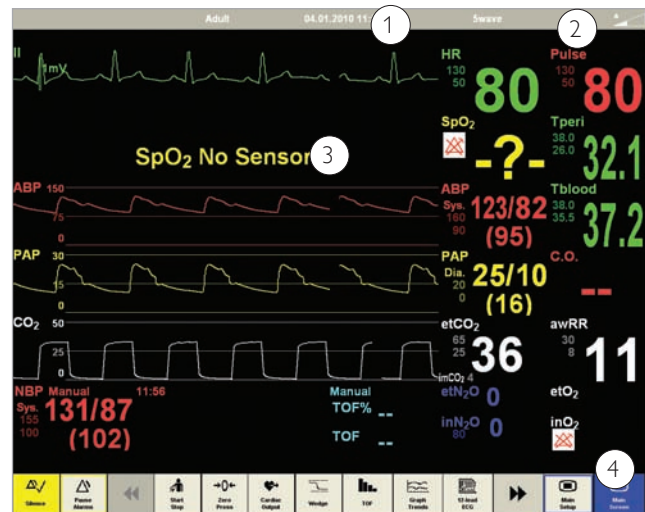 Adult 04.01.2010 11: 1 5wave 2
II 1mV HR 130 50 80 Pulse 130 50 80
SpO2 -?- Tperi 38.0 26.0 32.1
SpO2 No Sensor 3
ABP 150 75 0 ABP Sys. 160 90 123/82 (95) Tblood 38.0 35.5 37.2
PAP 30 15 0 PAP Dia. 20 0 25/10 (16) C.O. --
CO2 50 25 0 etCO2 65 25 36 imCO2 4 awRR 30 8 11
NBP Manual 11:56 Sys. 155 100 131/87 (102)
Manual
TOF% --
TOF --
etN2O 0 etO2
inN2O 80 0 inO2
4
Silence
Pause Alarms
Start Stop
Zero Press
Cardiac Output
Wedge
TOF
Graph Trends
12-lead ECG
Main Setup
Main Screen